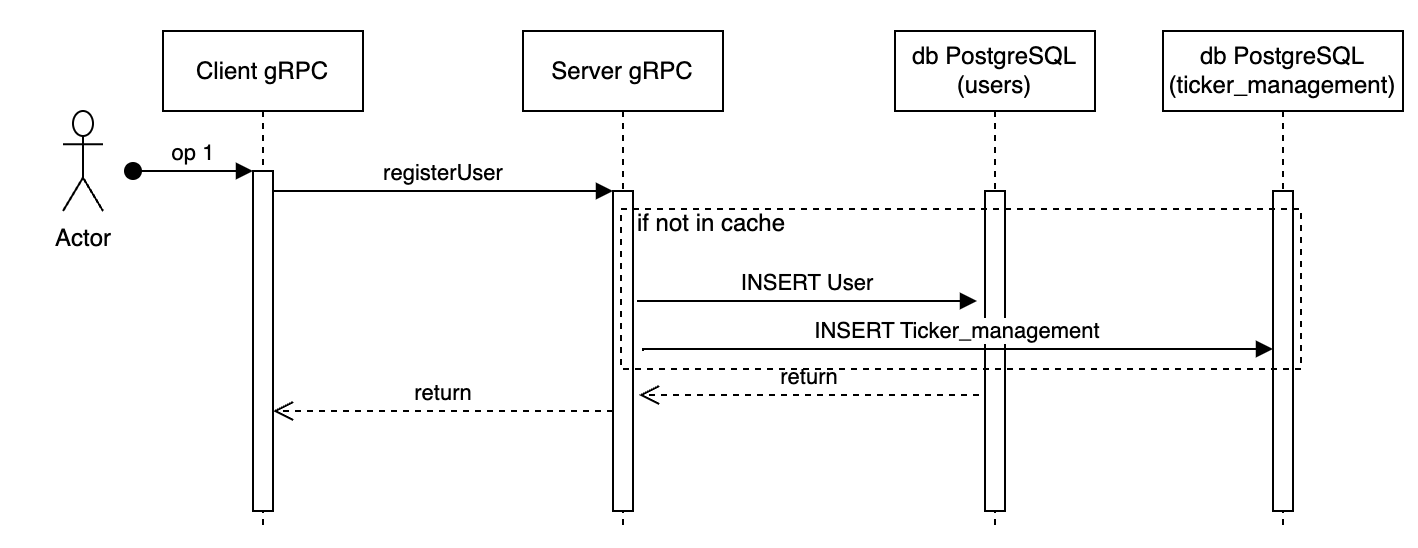 Client gRPC
Server gRPC
db PostgreSQL
(users)
db PostgreSQL
(ticker_management)
op 1
registerUser
Actor
if not in cache
INSERT User
INSERT Ticker_management
return
return